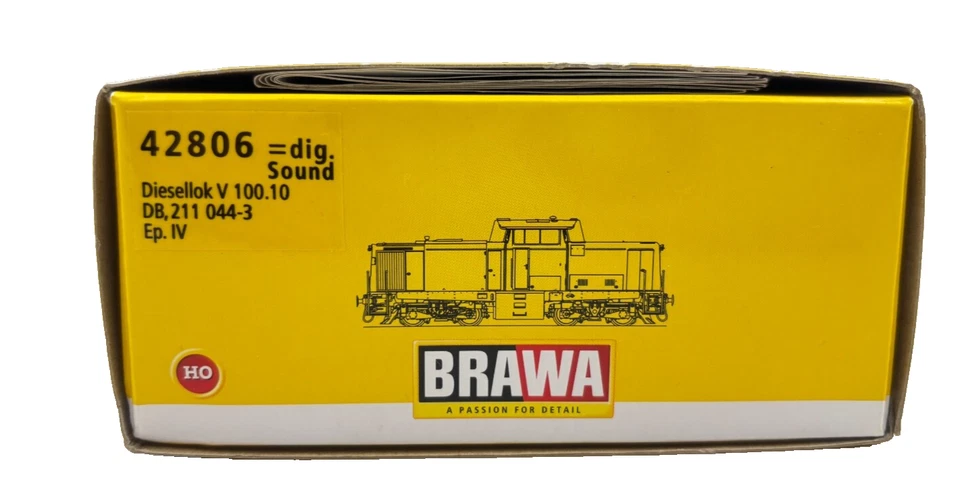 42806 =dig.
Sound
Diesellok V 100.10
DB,211 044-3
Ep. IV
HO
BRAWA
A PASSION FOR DETAIL